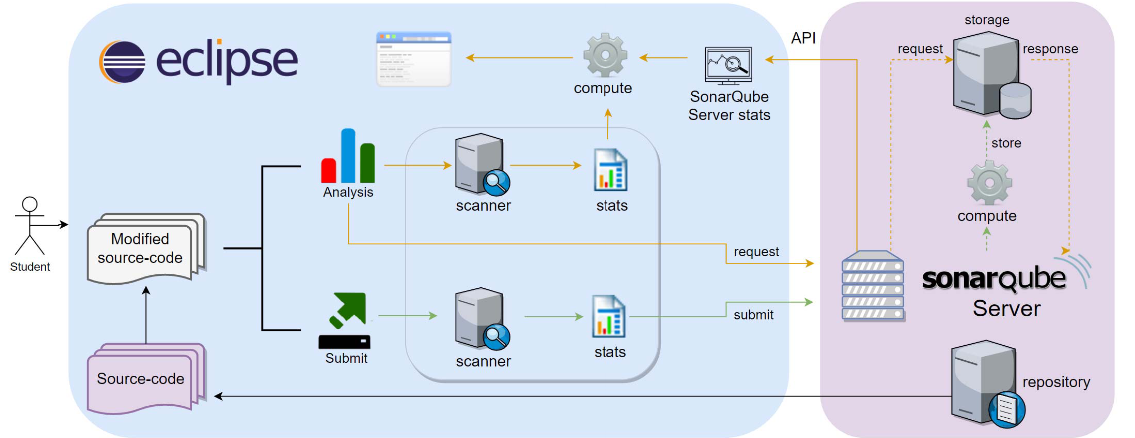 eclipse
compute
SonarQube
Server stats
API
storage
request
response
store
compute
Analysis
scanner
stats
Student
Modified
source-code
request
sonarqube
Server
submit
Submit
scanner
stats
Source-code
repository